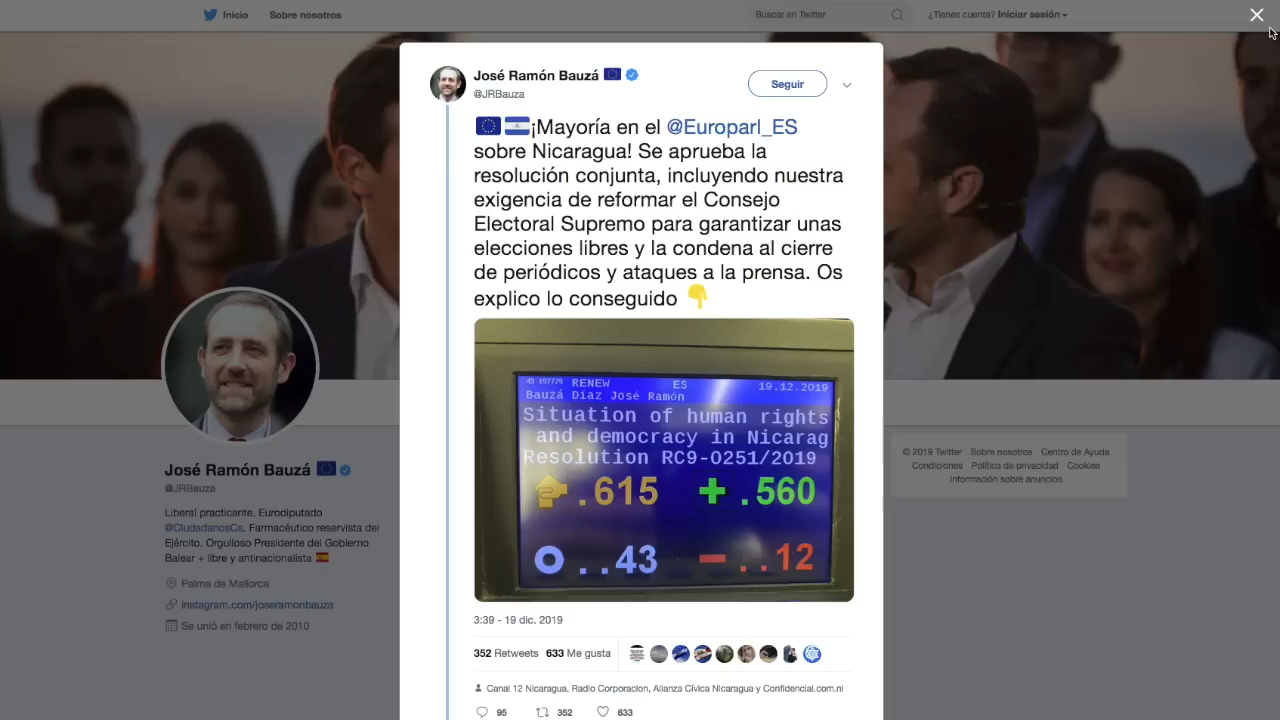 Inicio Sobre nosotros Buscar en Twitter ¿Tienes cuenta? Iniciar sesión
José Ramón Bauzá
@JRBauza
Seguir
¡Mayoría en el @Europarl_ES
sobre Nicaragua! Se aprueba la
resolución conjunta, incluyendo nuestra
exigencia de reformar el Consejo
Electoral Supremo para garantizar unas
elecciones libres y la condena al cierre
de periódicos y ataques a la prensa. Os
explico lo conseguido
43 197779 RENEW ES 19.12.2019
Bauzá Díaz José Ramón
Situation of human rights
and democracy in Nicarag
Resolution RC9-0251/2019
.615 + .560
..43 - ..12
3:39 - 19 dic. 2019
352 Retweets 633 Me gusta
Canal 12 Nicaragua, Radio Corporacion, Alianza Cívica Nicaragua y Confidencial.com.ni
95 352 633
José Ramón Bauzá
@JRBauza
Liberal practicante. Eurodiputado
@CiudadanosCs. Farmacéutico reservista del
Ejército. Orgulloso Presidente del Gobierno
Balear + libre y antinacionalista
Palma de Mallorca
Instagram.com/joseramonbauza
Se unió en febrero de 2010
© 2019 Twitter Sobre nosotros Centro de Ayuda
Condiciones Política de privacidad Cookies
Información sobre anuncios